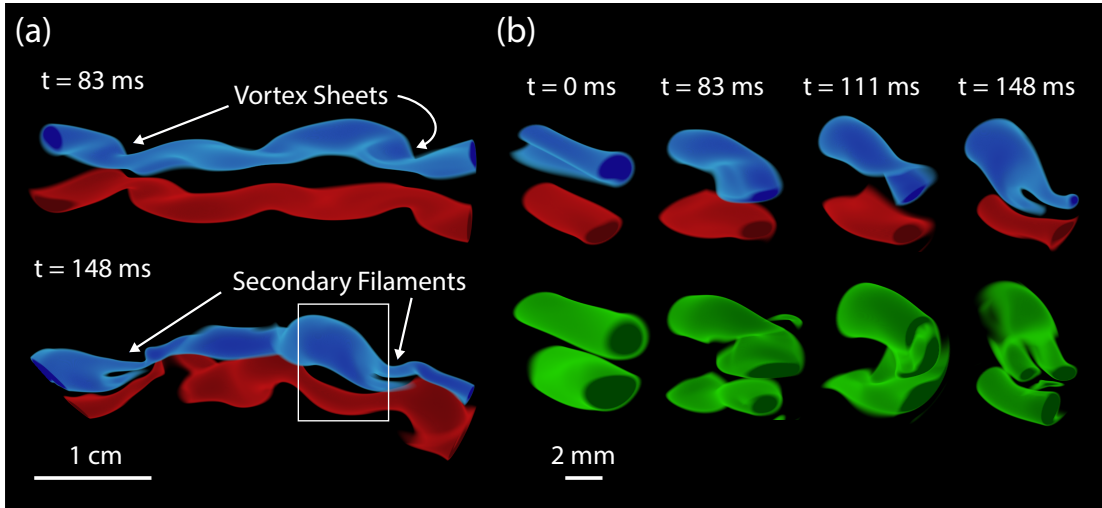 (a)
t = 83 ms
Vortex Sheets
t = 148 ms
Secondary Filaments
1 cm
(b)
t = 0 ms
t = 83 ms
t = 111 ms
t = 148 ms
2 mm